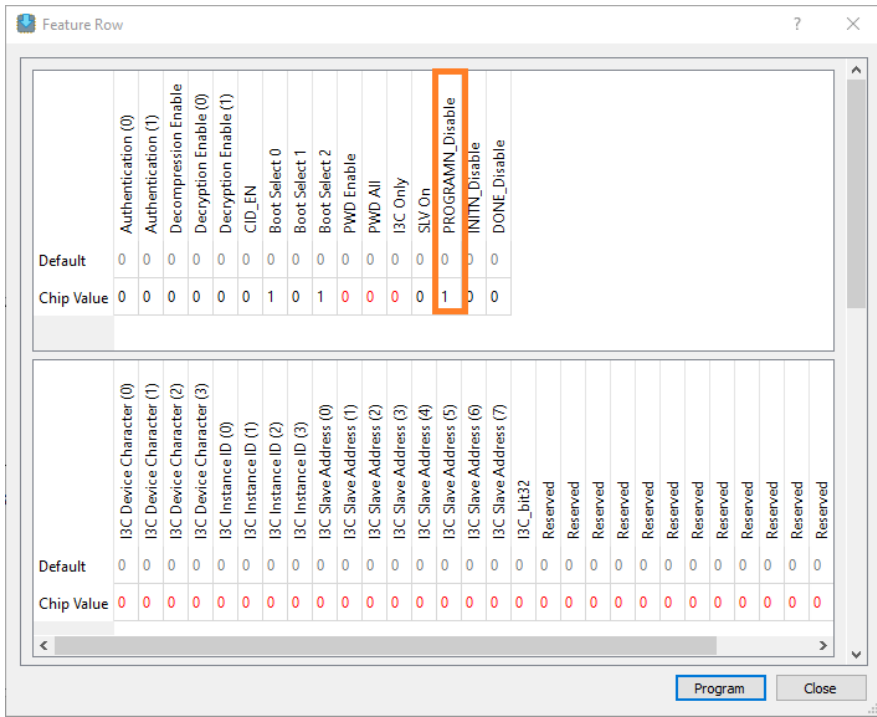 Feature Row
?
Authentication (0)
Authentication (1)
Decompression Enable
Decryption Enable (0)
Decryption Enable (1)
CID_EN
Boot Select 0
Boot Select 1
Boot Select 2
PWD Enable
PWD All
I3C Only
SLV On
PROGRAMN_Disable
INITN_Disable
DONE_Disable
Default 0 0 0 0 0 0 0 0 0 0 0 0 0 0 0 0
Chip Value 0 0 0 0 0 0 1 0 1 0 0 0 0 1 0 0
I3C Device Character (0)
I3C Device Character (1)
I3C Device Character (2)
I3C Device Character (3)
I3C Instance ID (0)
I3C Instance ID (1)
I3C Instance ID (2)
I3C Instance ID (3)
I3C Slave Address (0)
I3C Slave Address (1)
I3C Slave Address (2)
I3C Slave Address (3)
I3C Slave Address (4)
I3C Slave Address (5)
I3C Slave Address (6)
I3C Slave Address (7)
I3C_bit32
Reserved
Reserved
Reserved
Reserved
Reserved
Reserved
Reserved
Reserved
Reserved
Reserved
Reserved
Reserved
Default 0 0 0 0 0 0 0 0 0 0 0 0 0 0 0 0 0 0 0 0 0 0 0 0 0 0 0 0 0
Chip Value 0 0 0 0 0 0 0 0 0 0 0 0 0 0 0 0 0 0 0 0 0 0 0 0 0 0 0 0 0
Program
Close